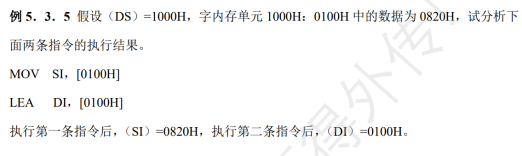 例 5．3．5  假设（DS）=1000H，字内存单元 1000H：0100H 中的数据为 0820H，试分析下
面两条指令的执行结果。
MOV  SI，[0100H]
LEA  DI，[0100H]
执行第一条指令后，（SI）=0820H，执行第二条指令后，（DI）=0100H。
得外传